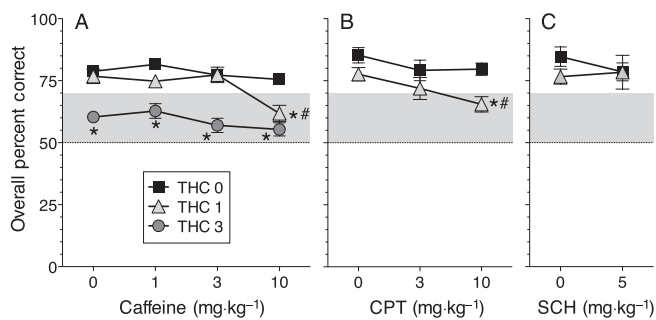 A
B
C
Overall percent correct
100
75
50
25
0
* * * * *#
*#
THC 0
THC 1
THC 3
0 1 3 10
0 3 10
0 5
Caffeine (mg·kg⁻¹)
CPT (mg·kg⁻¹)
SCH (mg·kg⁻¹)